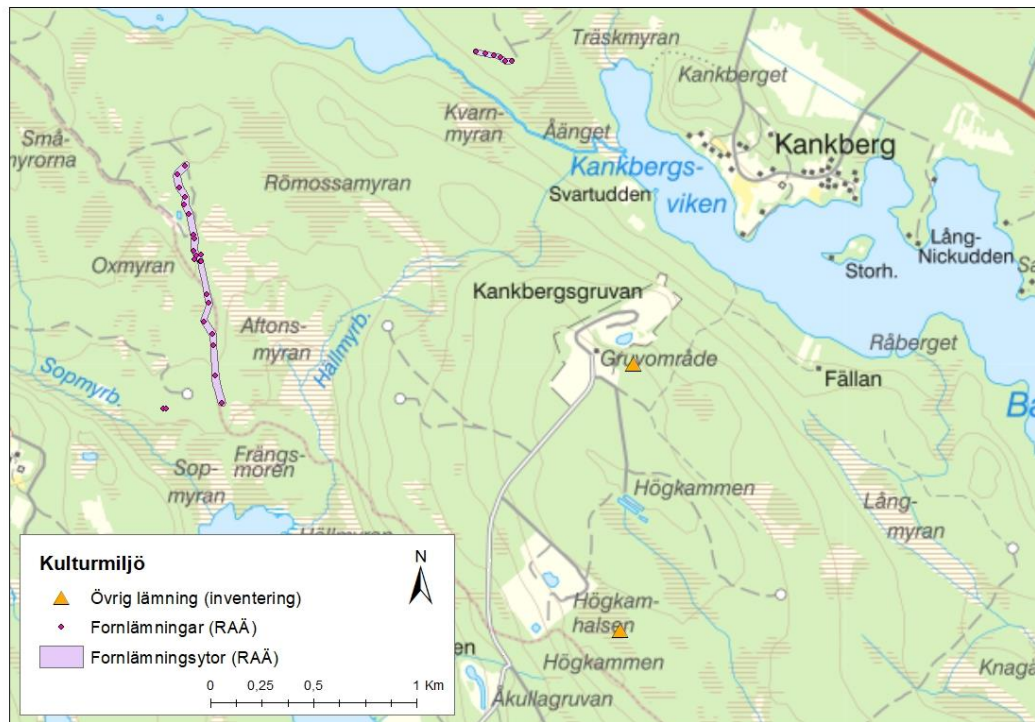 Träskmyran
Kankberget
Kvarn-
myran
Åänget
Kankberg
Små-
myrorna
Kankbergs-
viken
Römossamyran
Svartudden
Lång-
Nickudden
Oxmyran
Storh.
Kankbergsgruvan
Aftons-
myran
Hällmyrb.
Gruvområde
Råberget
Fällan
Sopmyrb.
Frängs-
moren
Sop-
myran
Högkammen
Lång-
myran
Hällmyran
Högkam-
halsen
Högkammen
Åkullagruvan
Kulturmiljö
N
Övrig lämning (inventering)
Fornlämningar (RAÄ)
Fornlämningsytor (RAÄ)
0 0,25 0,5 1 Km